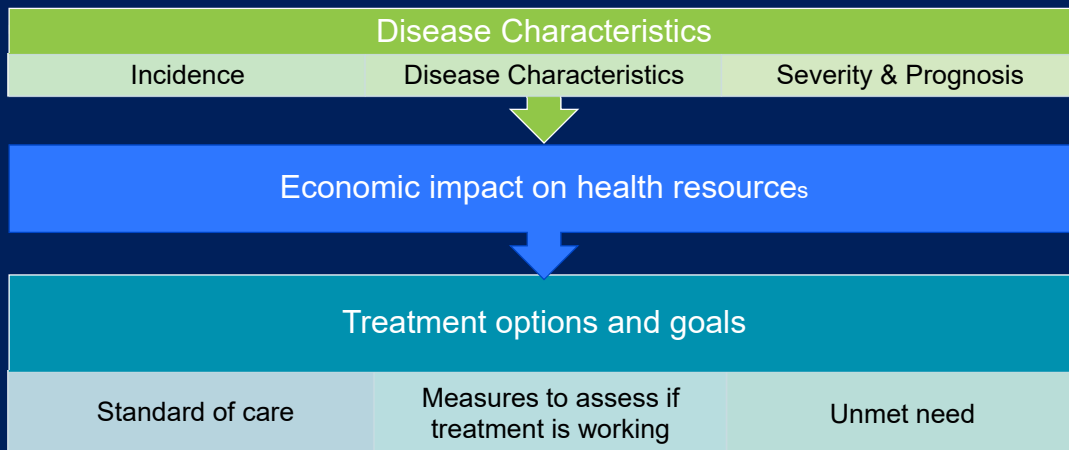 Disease Characteristics
Incidence
Disease Characteristics
Severity & Prognosis
Economic impact on health resources
Treatment options and goals
Standard of care
Measures to assess if
treatment is working
Unmet need